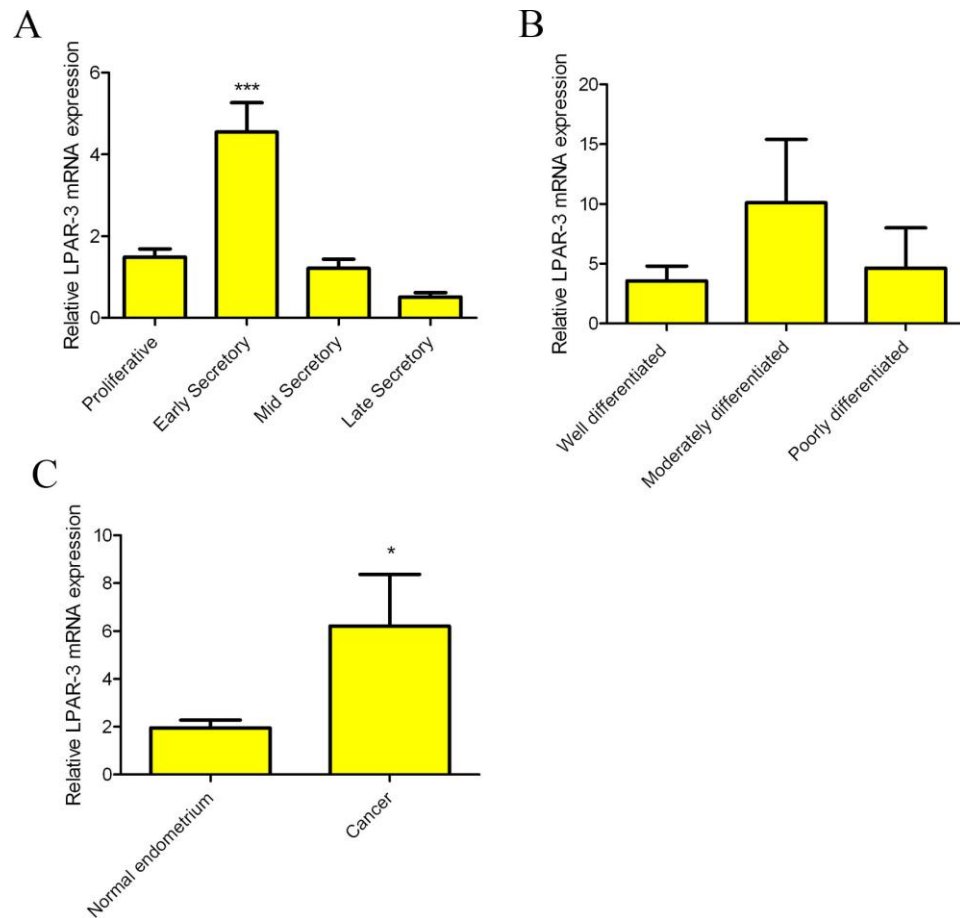 A
Relative LPAR-3 mRNA expression
6
4
2
0
***
Proliferative
Early Secretory
Mid Secretory
Late Secretory
B
Relative LPAR-3 mRNA expression
20
15
10
5
0
Well differentiated
Moderately differentiated
Poorly differentiated
C
Relative LPAR-3 mRNA expression
10
8
6
4
2
0
*
Normal endometrium
Cancer